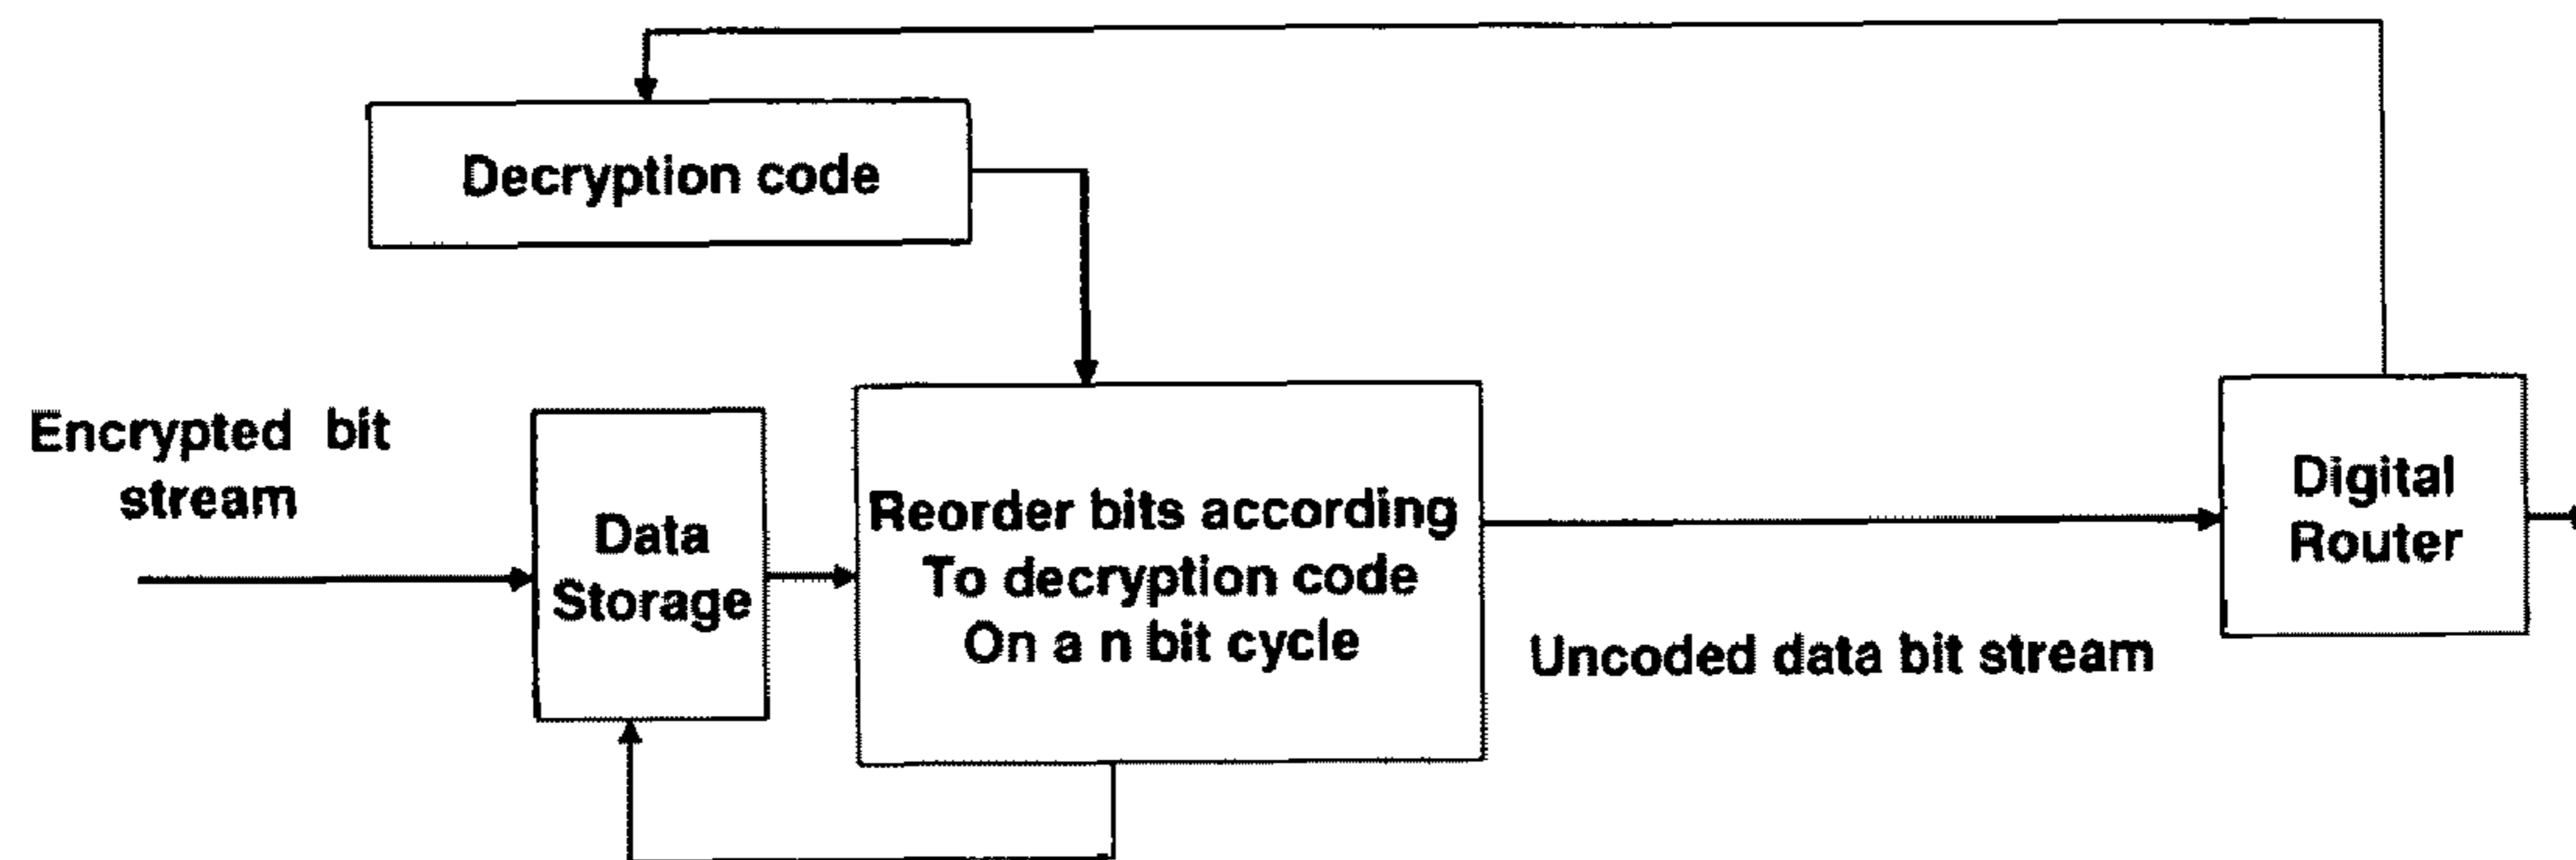 Decryption code
Encrypted bit
stream
Data
Storage
Reorder bits according
To decryption code
On a n bit cycle
Uncoded data bit stream
Digital
Router